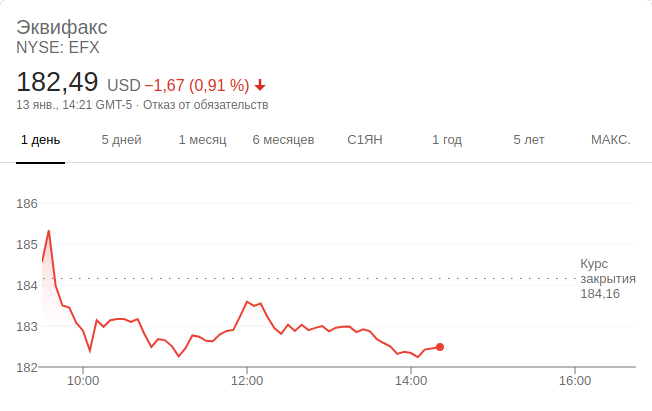 Эквифакс
NYSE: EFX
182,49 USD −1,67 (0,91 %)
13 янв., 14:21 GMT-5 · Отказ от обязательств
1 день 5 дней 1 месяц 6 месяцев С1ЯН 1 год 5 лет МАКС.
186
185
184
183
182
Курс
закрытия
184,16
10:00 12:00 14:00 16:00